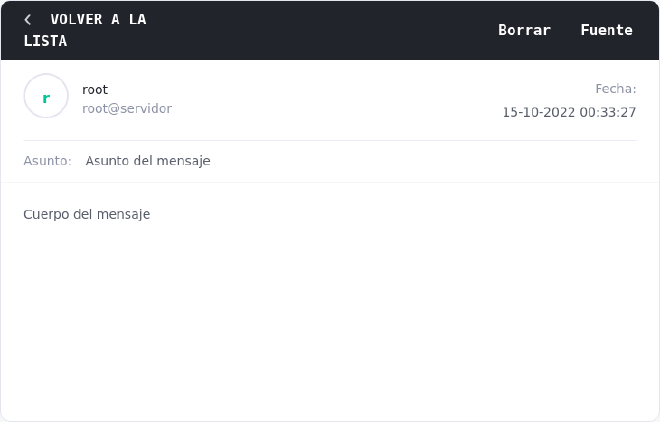 VOLVER A LA
LISTA
Borrar
Fuente
r
root
root@servidor
Fecha:
15-10-2022 00:33:27
Asunto: Asunto del mensaje
Cuerpo del mensaje